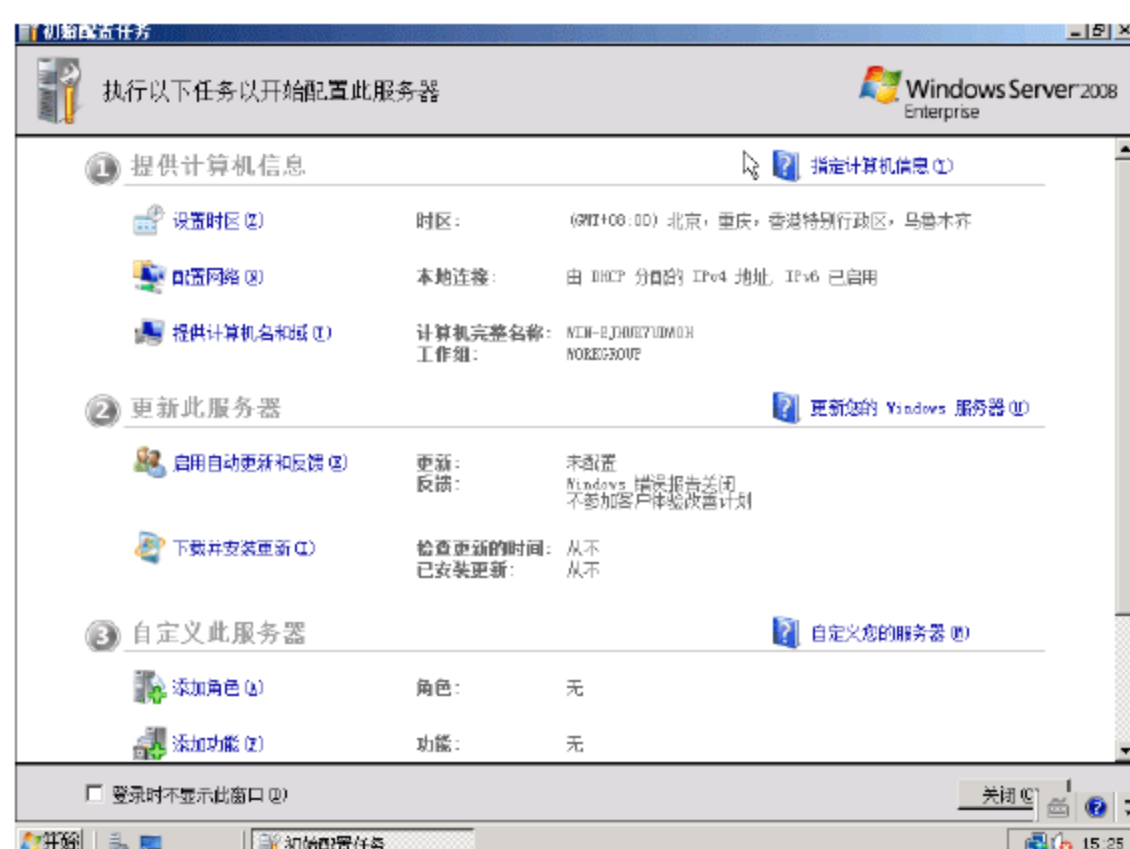 初始配置任务
执行以下任务以开始配置此服务器
Windows Server 2008
Enterprise
1 提供计算机信息
指定计算机信息(I)
设置时区(Z) 时区: (GMT+08:00) 北京，重庆，香港特别行政区，乌鲁木齐
配置网络 本地连接: 由 DHCP 分配的 IPv4 地址, IPv6 已启用
提供计算机名和域 计算机完整名称:
工作组: WORKGROUP
2 更新此服务器
更新您的 Windows 服务器(U)
启用自动更新和反馈 更新: 未配置
反馈: Windows 错误报告关闭
不参加客户体验改善计划
下载并安装更新 检查更新的时间: 从不
已安装更新: 从不
3 自定义此服务器
自定义您的服务器
添加角色(A) 角色: 无
添加功能 功能: 无
登录时不显示此窗口(D)
关闭(C)
开始
初始配置任务
15:25